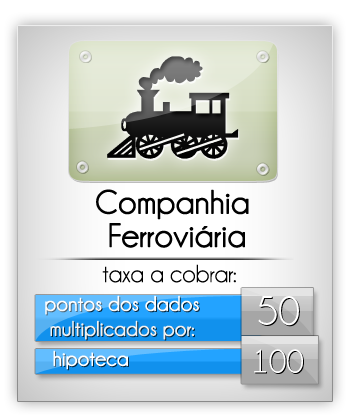 Companhia
Ferroviária
taxa a cobrar:
pontos dos dados
multiplicados por: 50
hipoteca 100